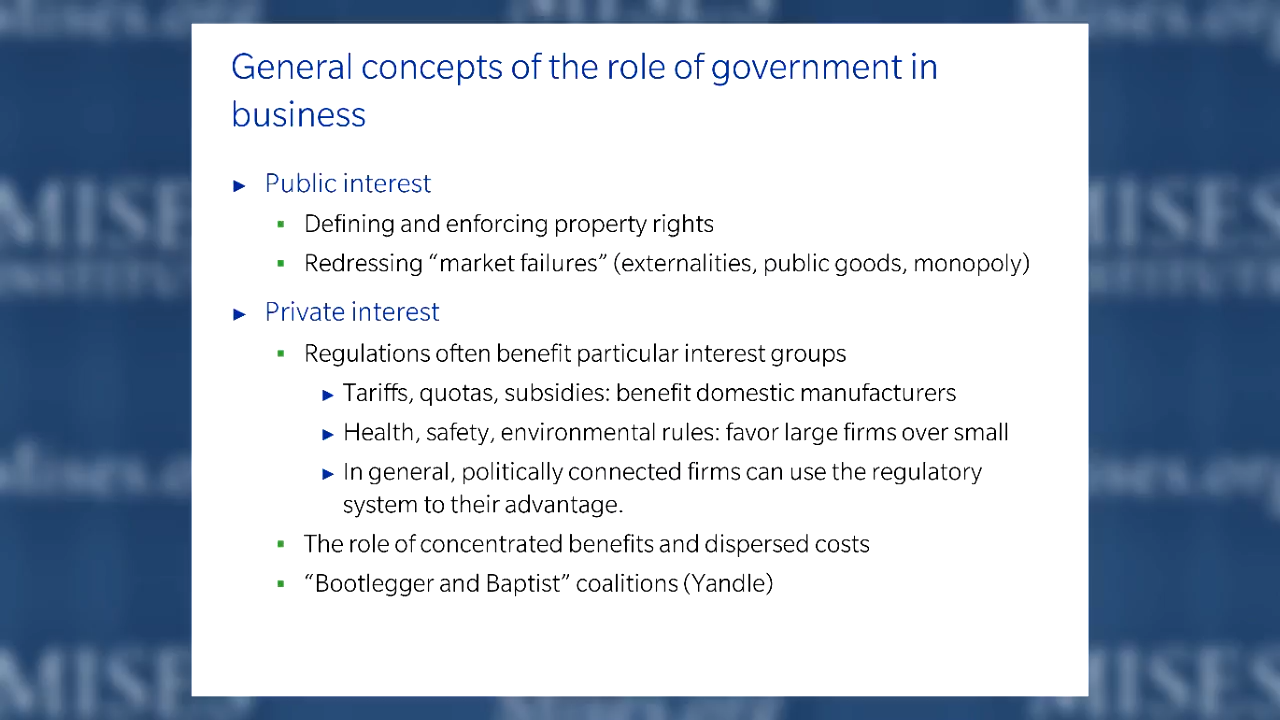 General concepts of the role of government in
business
► Public interest
▪ Defining and enforcing property rights
▪ Redressing “market failures” (externalities, public goods, monopoly)
► Private interest
▪ Regulations often benefit particular interest groups
► Tariffs, quotas, subsidies: benefit domestic manufacturers
► Health, safety, environmental rules: favor large firms over small
► In general, politically connected firms can use the regulatory
system to their advantage.
▪ The role of concentrated benefits and dispersed costs
▪ “Bootlegger and Baptist” coalitions (Yandle)